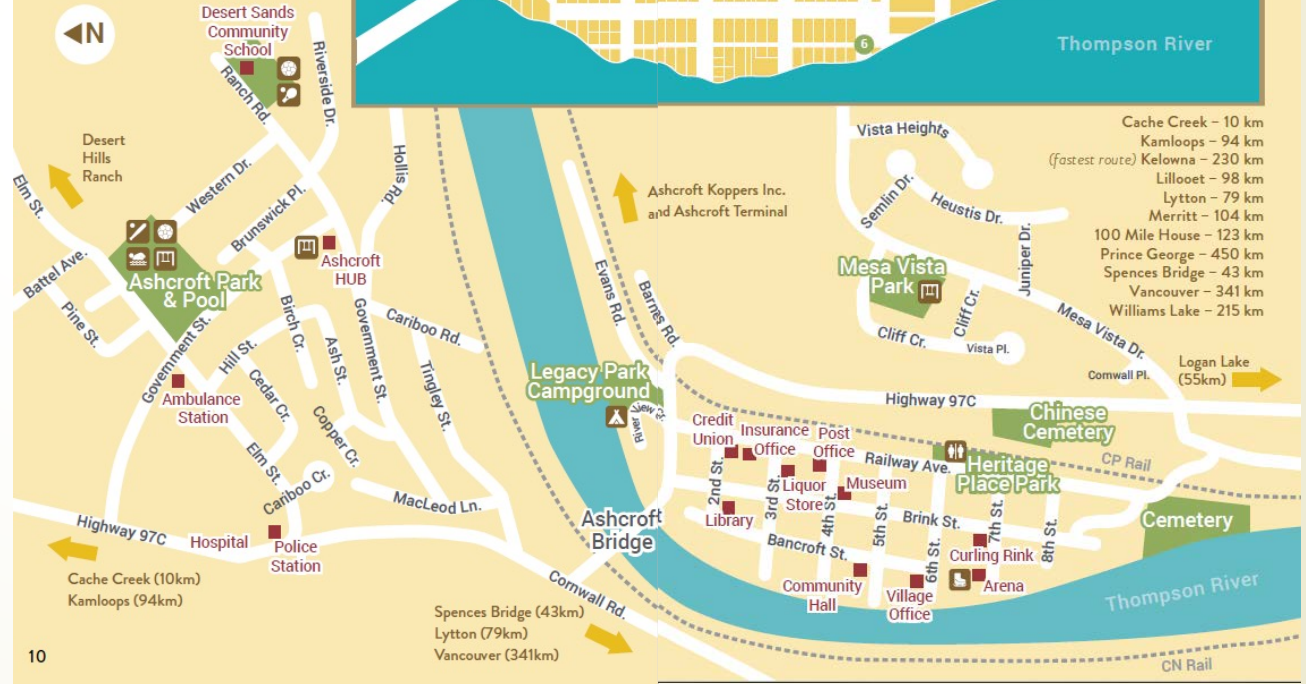 N
Desert Sands
Community
School
Riverside Dr.
Ranch Rd.
6
Thompson River
Desert
Hills
Ranch
Elm St.
Western Dr.
Brunswick Pl.
Hollis Rd.
Ashcroft Koppers Inc.
and Ashcroft Terminal
Vista Heights
Semlin Dr.
Heustis Dr.
Juniper Dr.
Cache Creek – 10 km
Kamloops – 94 km
(fastest route) Kelowna – 230 km
Lillooet – 98 km
Lytton – 79 km
Merritt – 104 km
100 Mile House – 123 km
Prince George – 450 km
Spences Bridge – 43 km
Vancouver – 341 km
Williams Lake – 215 km
Battel Ave.
Ashcroft Park
& Pool
Ashcroft
HUB
Pine St.
Government St.
Birch Cr.
Government St.
Cariboo Rd.
Evans Rd.
Barnes Rd.
Mesa Vista
Park
Cliff Cr.
Cliff Cr.
Vista Pl.
Mesa Vista Dr.
Cornwall Pl.
Logan Lake
(55km)
Hill St.
Ash St.
Tingley St.
Ambulance
Station
Cedar Cr.
Copper Cr.
Elm St.
Cariboo Cr.
MacLeod Ln.
Legacy Park
Campground
River View Cr.
Highway 97C
Chinese
Cemetery
CP Rail
Credit
Union
Insurance
Office
Post
Office
Railway Ave.
Heritage
Place Park
2nd St.
3rd St.
Liquor
Store
4th St.
Museum
5th St.
Library
Brink St.
Bancroft St.
6th St.
7th St.
8th St.
Cemetery
Curling Rink
Arena
Community
Hall
Village
Office
Thompson River
CN Rail
Ashcroft
Bridge
Highway 97C
Hospital
Police
Station
Cache Creek (10km)
Kamloops (94km)
Cornwall Rd.
Spences Bridge (43km)
Lytton (79km)
Vancouver (341km)
10